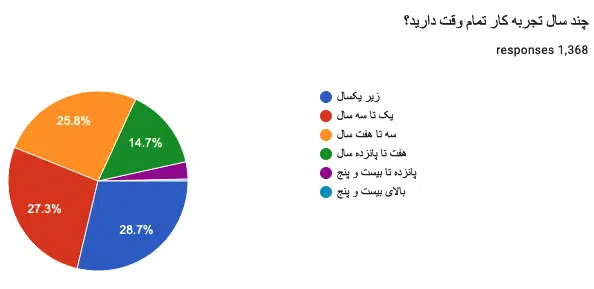 چند سال تجربه کار تمام وقت دارید؟
1,368 responses
زیر یکسال
یک تا سه سال
سه تا هفت سال
هفت تا پانزده سال
پانزده تا بیست و پنج
بالای بیست و پنج
25.8%
14.7%
27.3%
28.7%